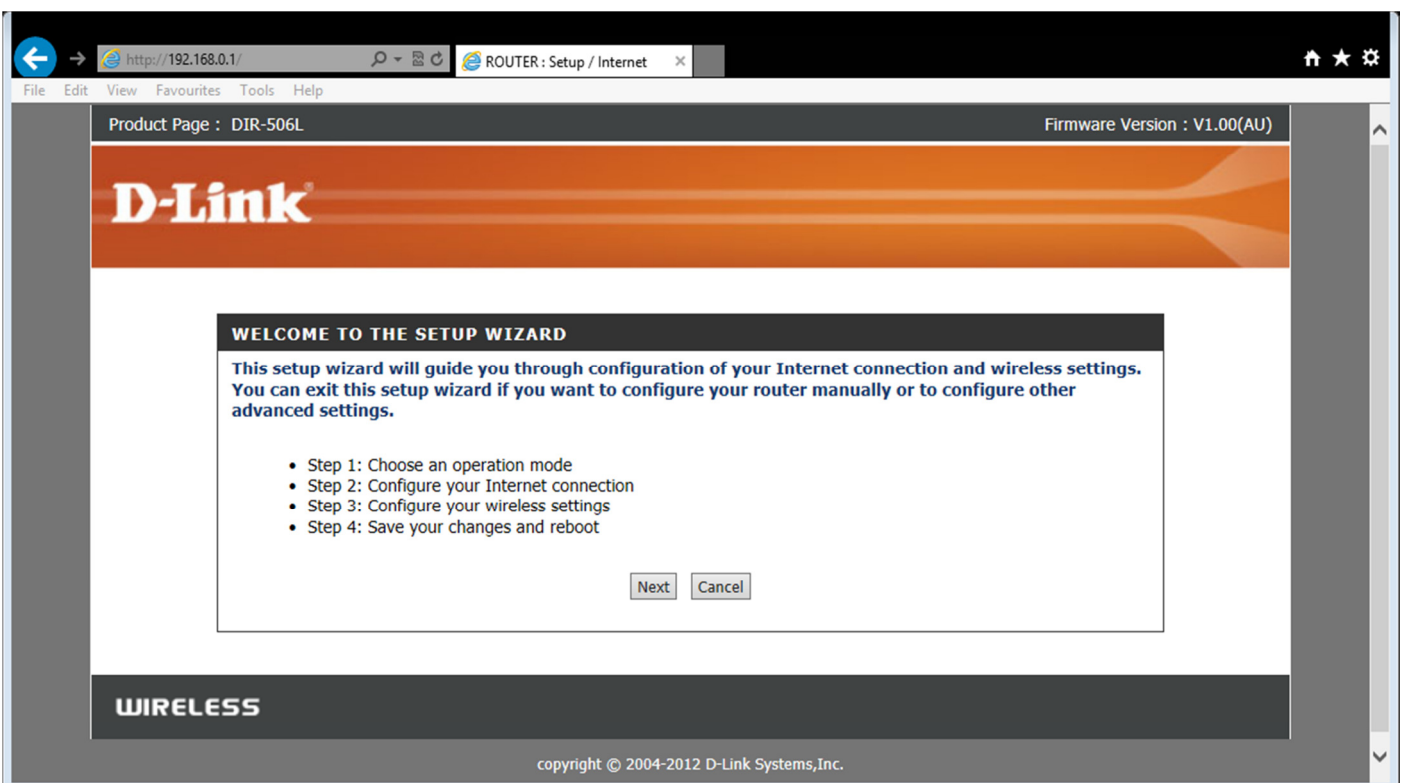 http://192.168.0.1/
ROUTER : Setup / Internet
File Edit View Favourites Tools Help
Product Page : DIR-506L Firmware Version : V1.00(AU)
D-Link®
WELCOME TO THE SETUP WIZARD
This setup wizard will guide you through configuration of your Internet connection and wireless settings.
You can exit this setup wizard if you want to configure your router manually or to configure other
advanced settings.
• Step 1: Choose an operation mode
• Step 2: Configure your Internet connection
• Step 3: Configure your wireless settings
• Step 4: Save your changes and reboot
Next Cancel
WIRELESS
copyright © 2004-2012 D-Link Systems,Inc.